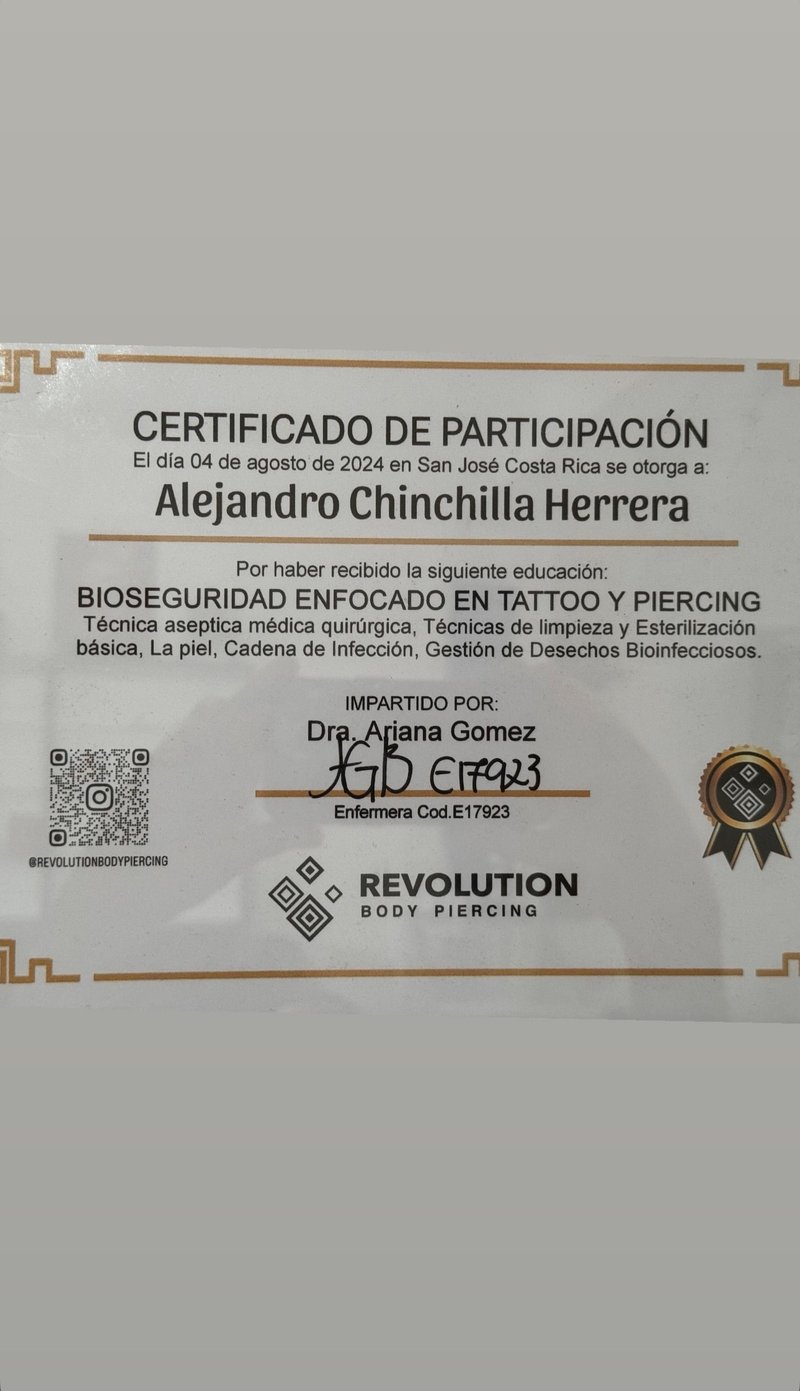 CERTIFICADO DE PARTICIPACIÓN
El día 04 de agosto de 2024 en San José Costa Rica se otorga a:
Alejandro Chinchilla Herrera
Por haber recibido la siguiente educación:
BIOSEGURIDAD ENFOCADO EN TATTOO Y PIERCING
Técnica aseptica médica quirúrgica, Técnicas de limpieza y Esterilización
básica, La piel, Cadena de Infección, Gestión de Desechos Bioinfecciosos.
IMPARTIDO POR:
Dra. Ariana Gomez
AGB E17923
Enfermera Cod.E17923
@REVOLUTIONBODYPIERCING
REVOLUTION
BODY PIERCING